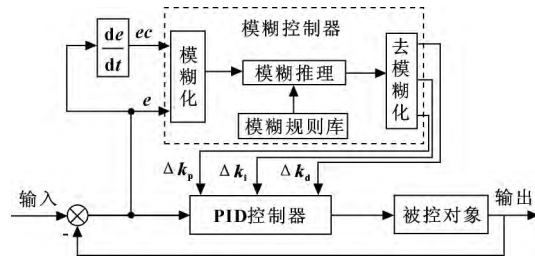 模糊控制器
de
dt
ec
e
模糊化
模糊推理
模糊规则库
去模糊化
Δkp
Δki
Δkd
输入
-
PID控制器
被控对象
输出